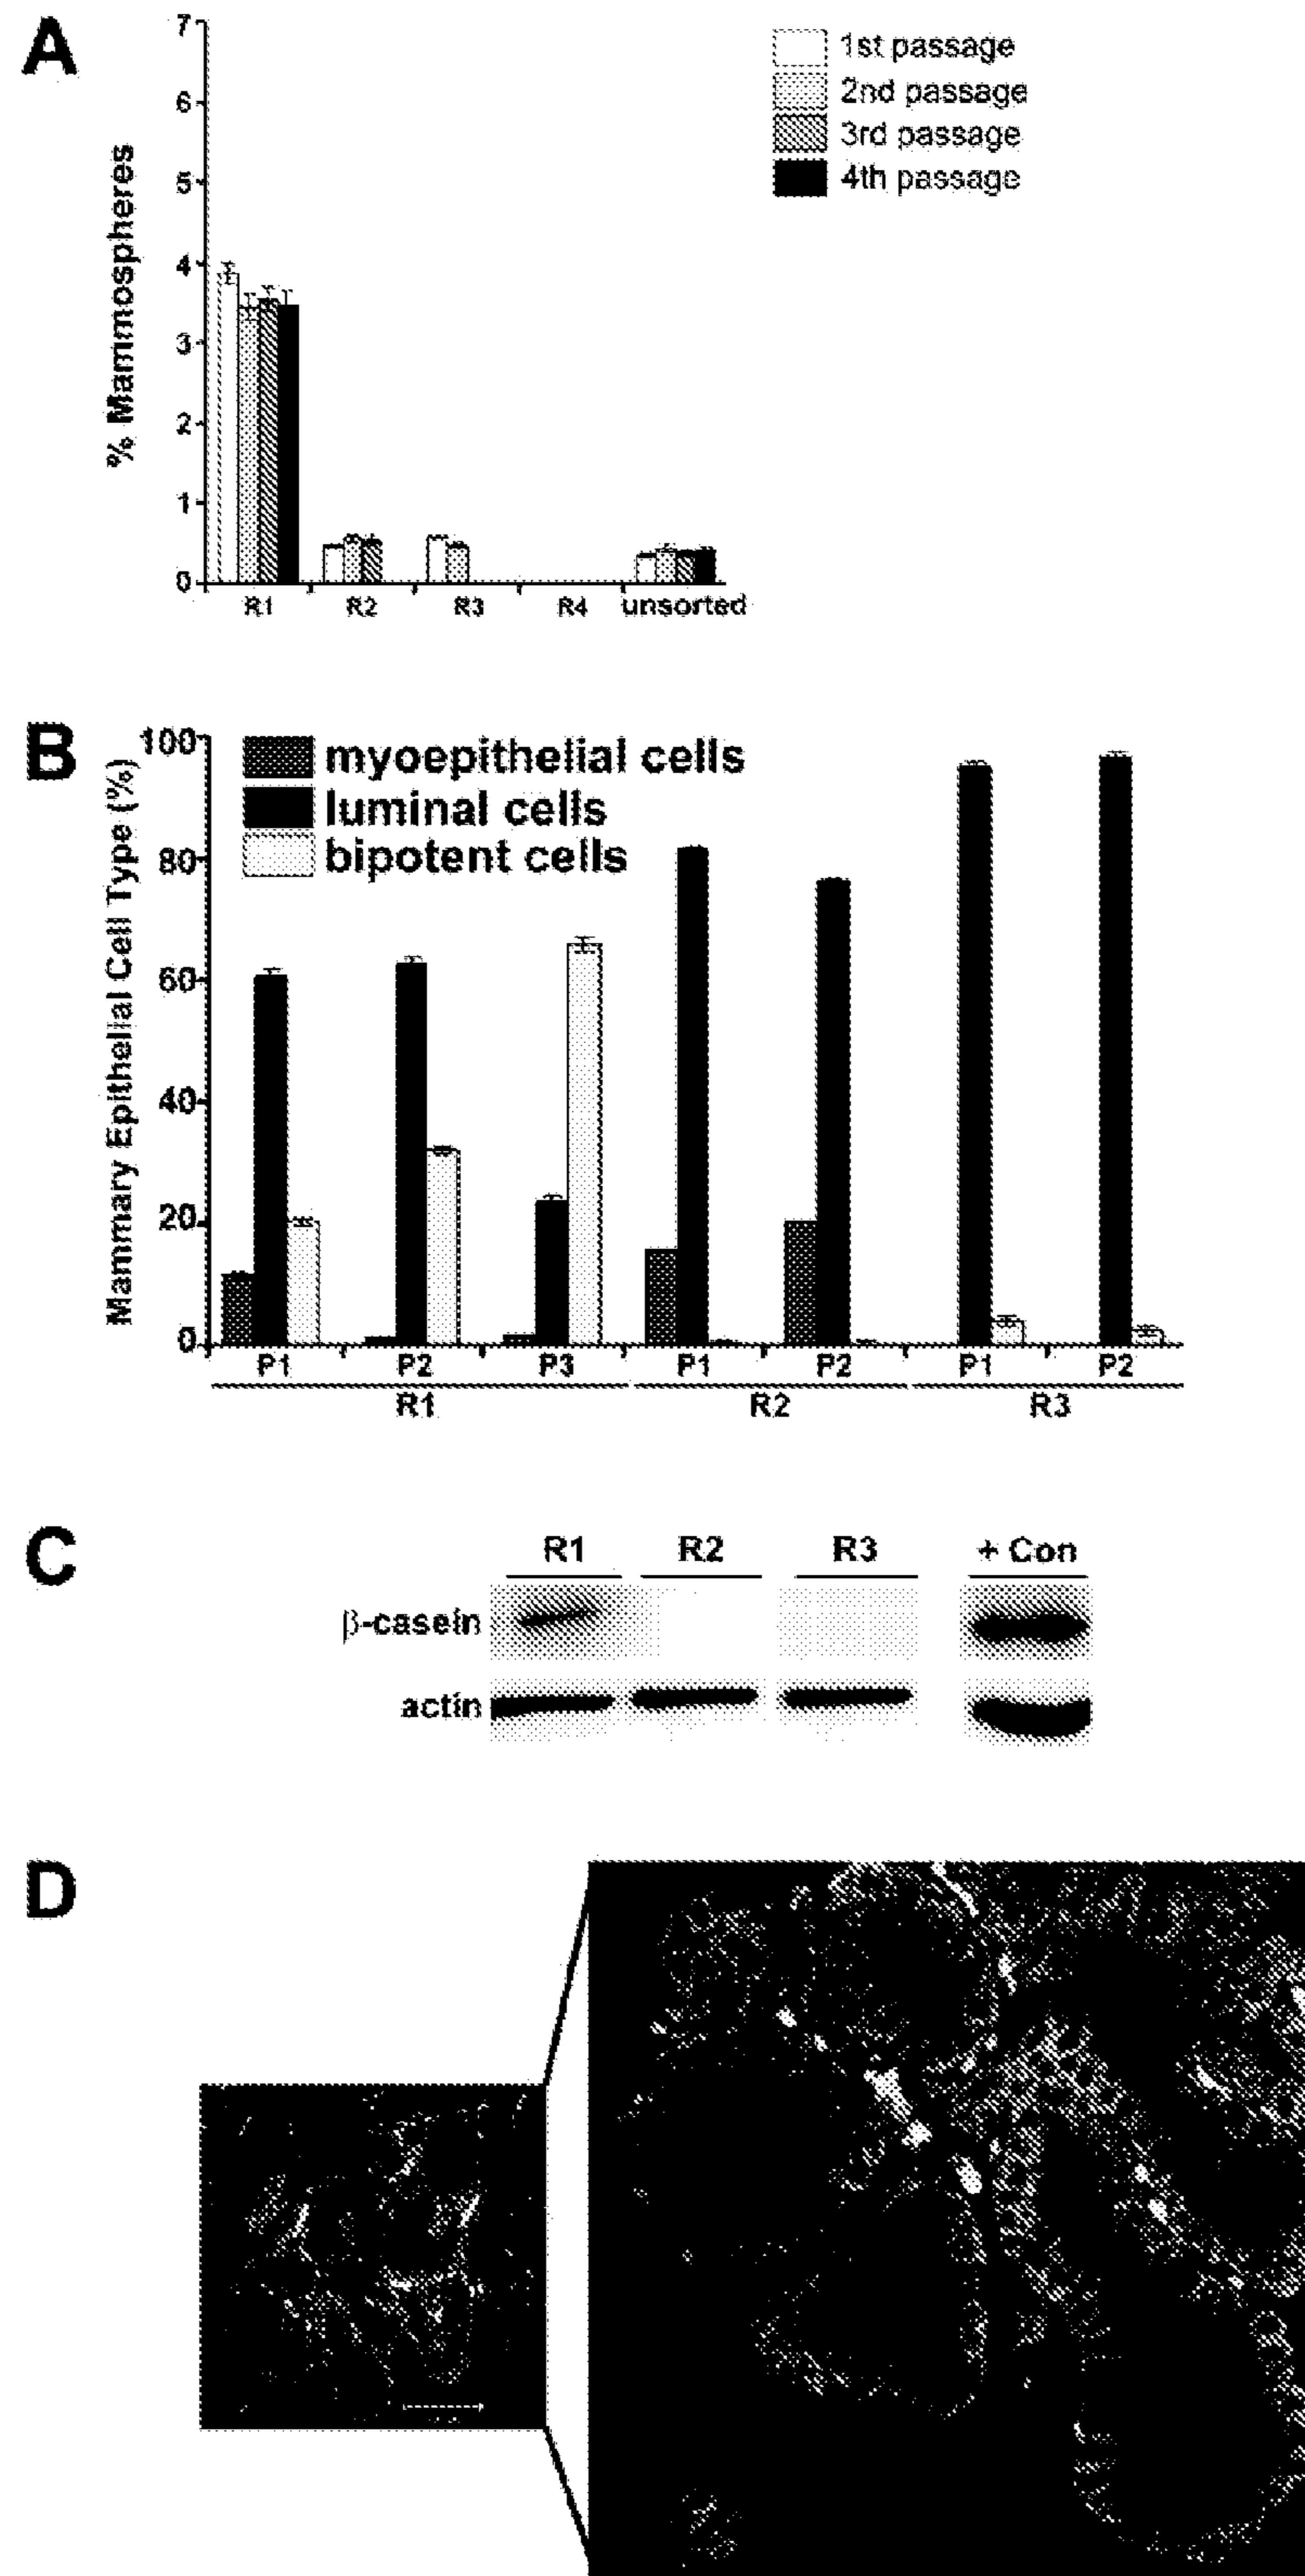 A
% Mammospheres
7
6
5
4
3
2
1
0
R1 R2 R3 R4 unsorted
1st passage
2nd passage
3rd passage
4th passage
B
Mammary Epithelial Cell Type (%)
100
80
60
40
20
0
myoepithelial cells
luminal cells
bipotent cells
P1 P2 P3 P1 P2 P1 P2
R1 R2 R3
C
R1 R2 R3 + Con
β-casein
actin
D